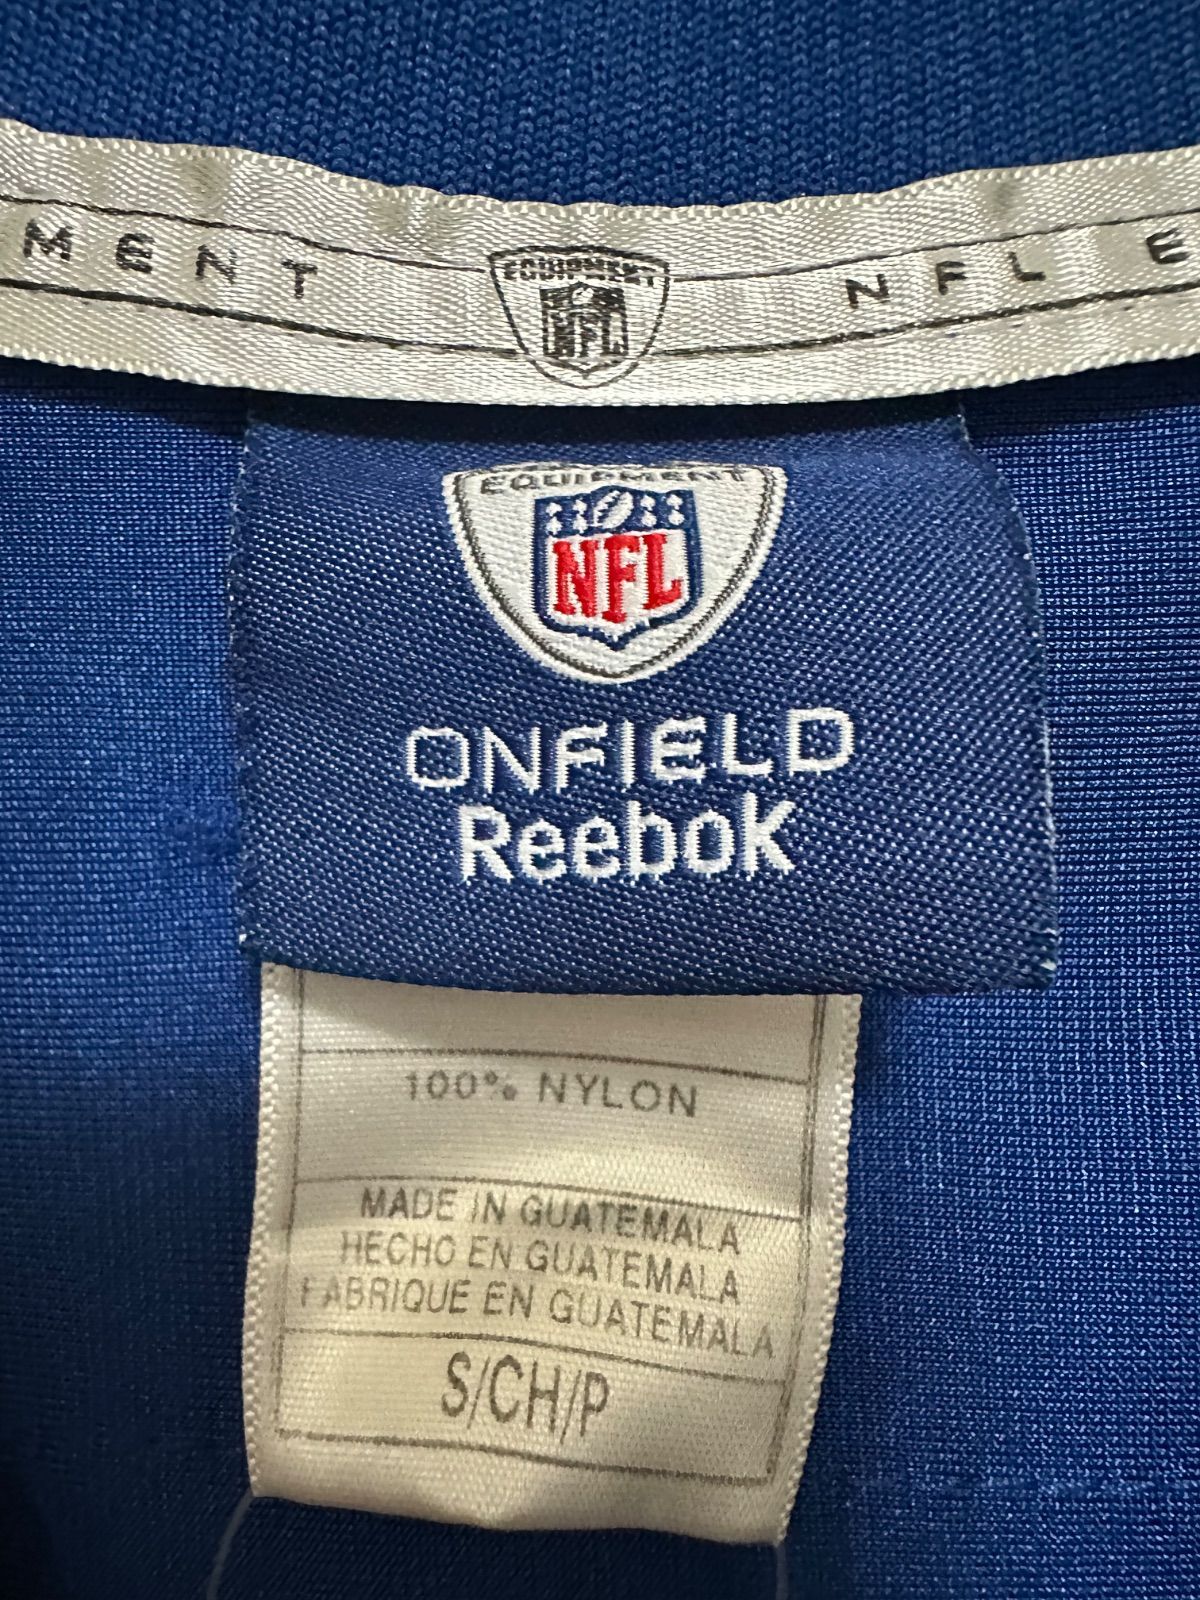 MENT
EQUIPMENT
NFL
NFL E
EQUIPMENT
NFL
ONFIELD
Reebok
100% NYLON
MADE IN GUATEMALA
HECHO EN GUATEMALA
FABRIQUE EN GUATEMALA
S/CH/P